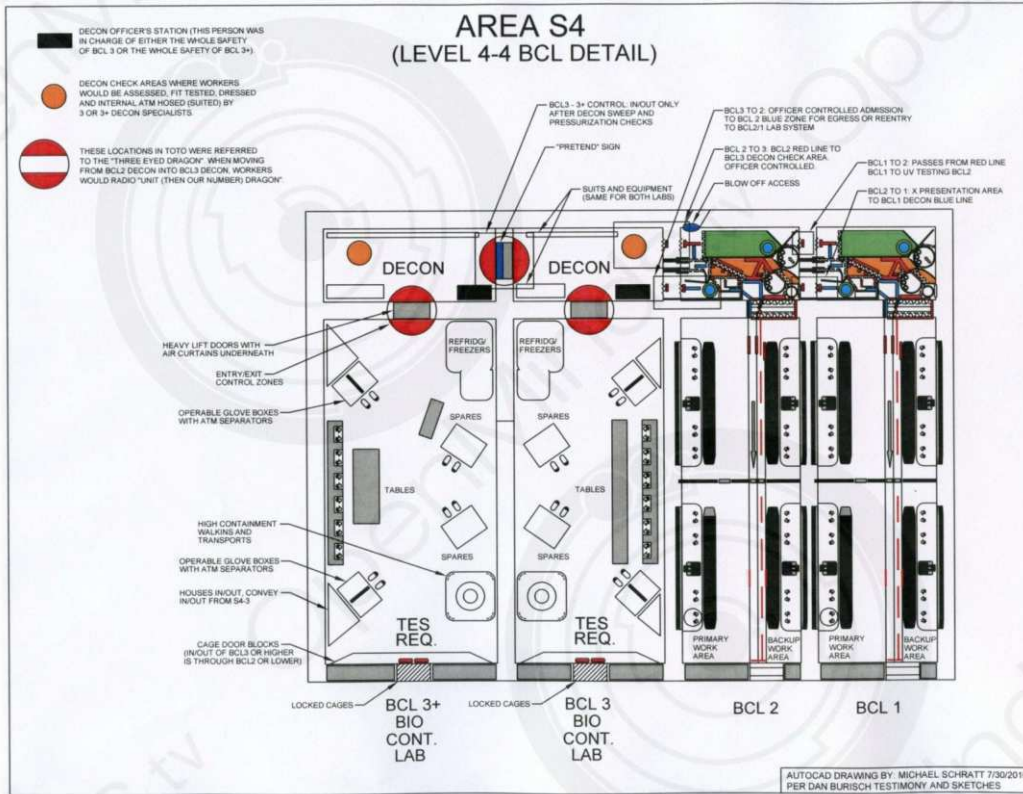 AREA S4
(LEVEL 4-4 BCL DETAIL)
DECON OFFICER'S STATION (THIS PERSON WAS
IN CHARGE OF EITHER THE WHOLE SAFETY
OF BCL 3 OR THE WHOLE SAFETY OF BCL 3+)
DECON CHECK AREAS WHERE WORKERS
WOULD BE ASSESSED, FIT TESTED, DRESSED
AND INTERNAL ATM HOSED (SUITED) BY
3 OR 3+ DECON SPECIALISTS
THESE LOCATIONS IN TOTO WERE REFERRED
TO THE "THREE EYED DRAGON". WHEN MOVING
FROM BCL2 DECON INTO BCL3 DECON, WORKERS
WOULD RADIO "UNIT (THEN OUR NUMBER) DRAGON"
BCL3 - 3+ CONTROL: IN/OUT ONLY
AFTER DECON SWEEP AND
PRESSURIZATION CHECKS
"PRETEND" SIGN
SUITS AND EQUIPMENT
(SAME FOR BOTH LABS)
BCL3 TO 2: OFFICER CONTROLLED ADMISSION
TO BCL 2 BLUE ZONE FOR EGRESS OR REENTRY
TO BCL2/1 LAB SYSTEM
BCL 2 TO 3: BCL2 RED LINE TO
BCL3 DECON CHECK AREA.
OFFICER CONTROLLED.
BLOW OFF ACCESS
BCL1 TO 2: PASSES FROM RED LINE
BCL1 TO UV TESTING BCL2
BCL2 TO 1: X PRESENTATION AREA
TO BCL1 DECON BLUE LINE
DECON
DECON
HEAVY LIFT DOORS WITH
AIR CURTAINS UNDERNEATH
ENTRY/EXIT
CONTROL ZONES
OPERABLE GLOVE BOXES
WITH ATM SEPARATORS
REFRIDG/
FREEZERS
REFRIDG/
FREEZERS
SPARES
SPARES
TABLES
TABLES
HIGH CONTAINMENT
WALKINS AND
TRANSPORTS
SPARES
SPARES
OPERABLE GLOVE BOXES
WITH ATM SEPARATORS
HOUSES IN/OUT, CONVEY
IN/OUT FROM S4-3
TES
REQ.
TES
REQ.
CAGE DOOR BLOCKS
(IN/OUT OF BCL3 OR HIGHER
IS THROUGH BCL2 OR LOWER)
PRIMARY
WORK
AREA
BACKUP
WORK
AREA
PRIMARY
WORK
AREA
BACKUP
WORK
AREA
LOCKED CAGES
LOCKED CAGES
BCL 3+
BIO
CONT.
LAB
BCL 3
BIO
CONT.
LAB
BCL 2
BCL 1
AUTOCAD DRAWING BY: MICHAEL SCHRATT 7/30/201
PER DAN BURISCH TESTIMONY AND SKETCHES